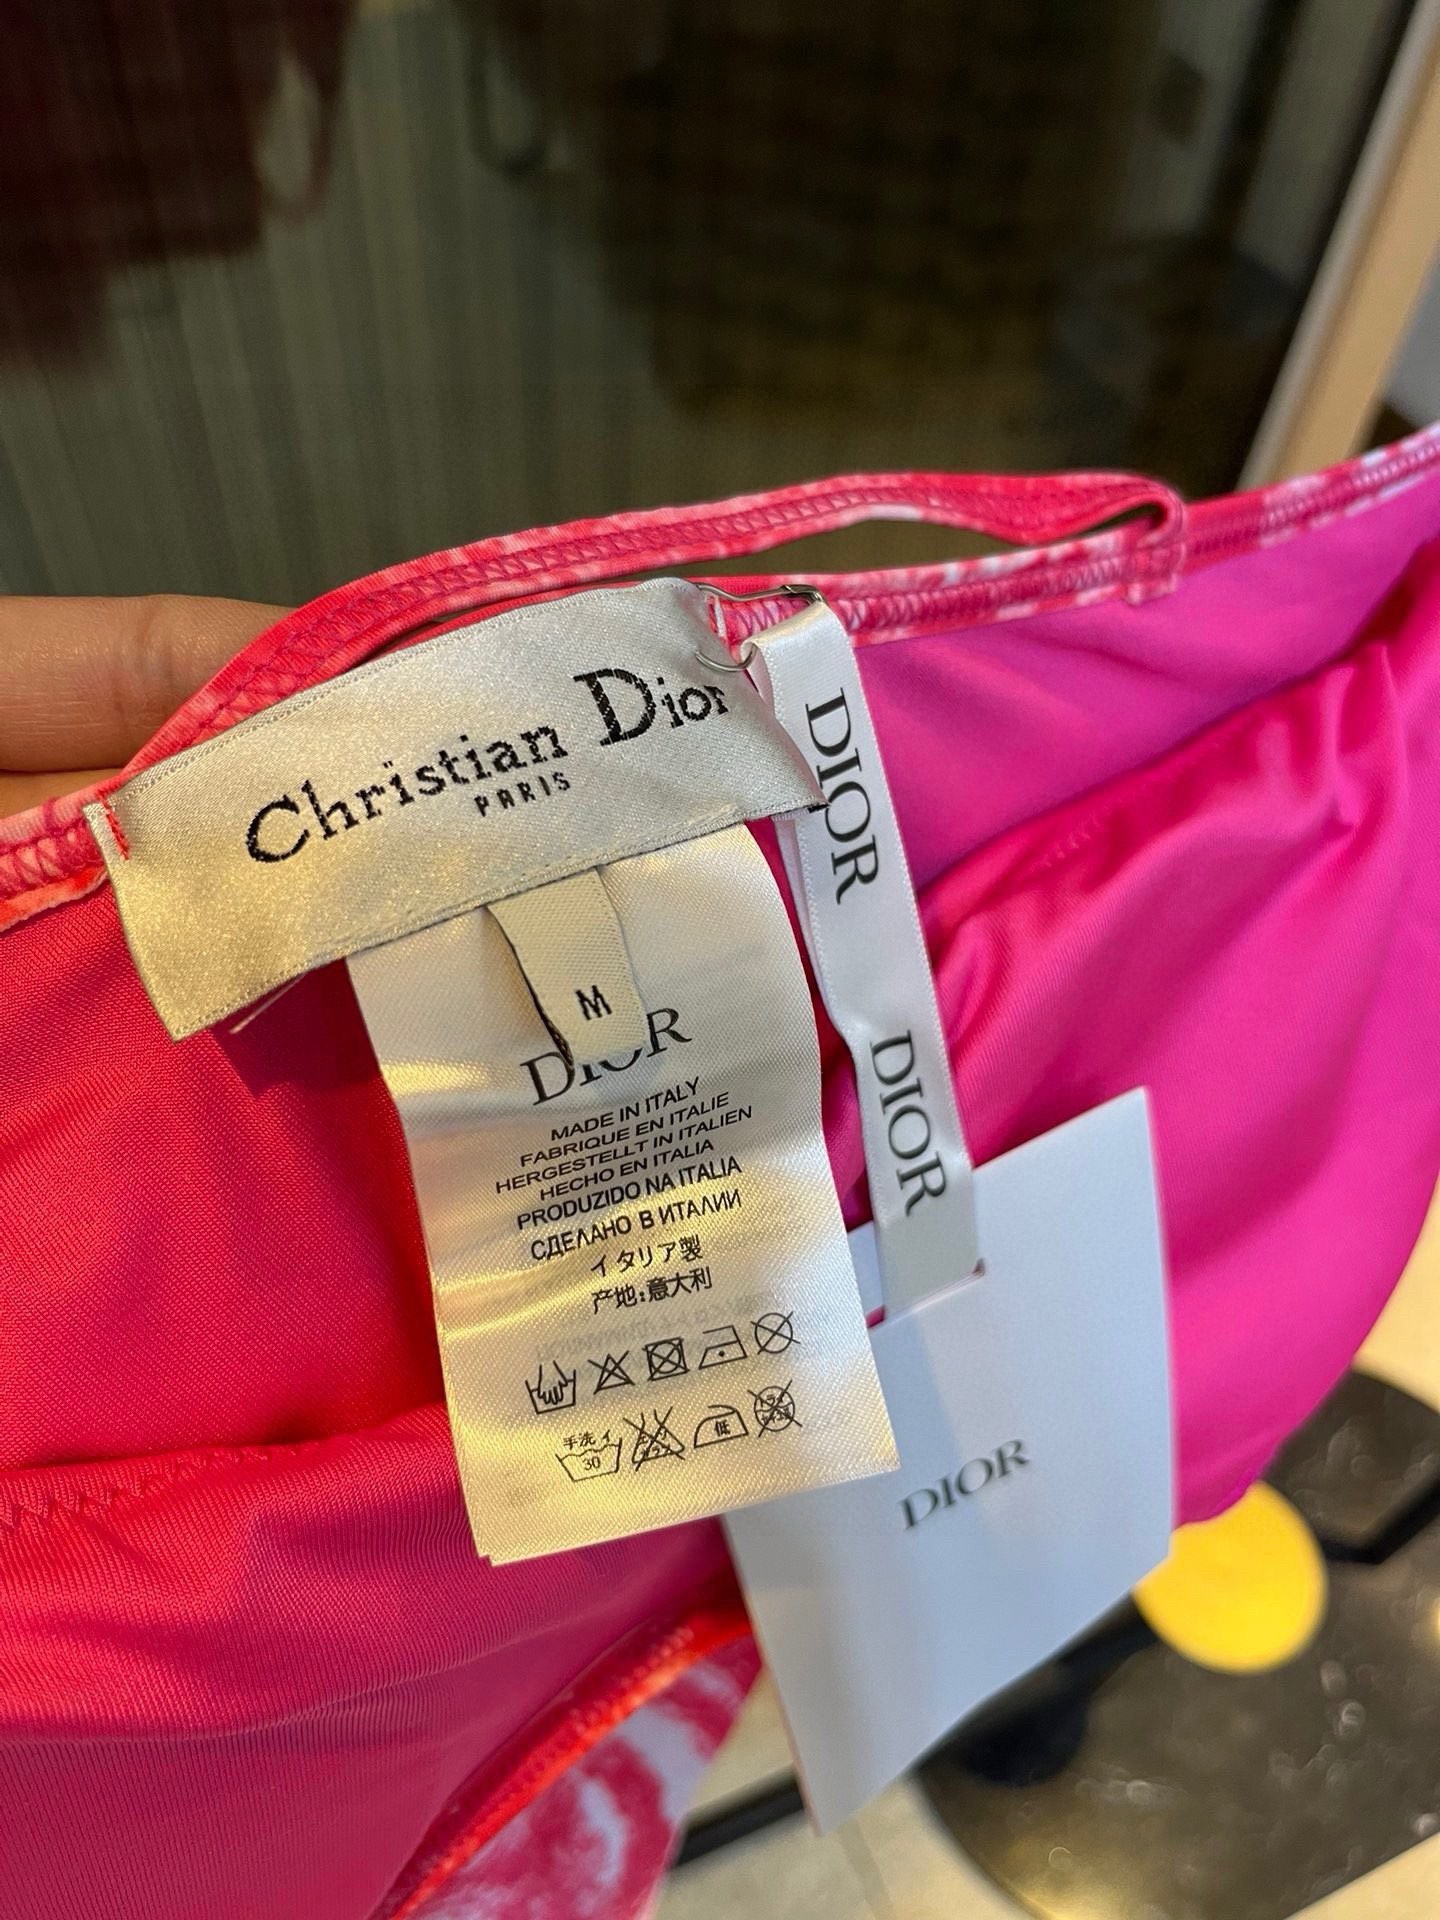 Christian Dior
PARIS
M
DIOR
MADE IN ITALY
FABRIQUE EN ITALIE
HERGESTELLT IN ITALIEN
HECHO EN ITALIA
PRODUZIDO NA ITALIA
СДЕЛАНО В ИТАЛИИ
イタリア製
产地:意大利
手洗イ
30
低
DIOR
DIOR
DIOR